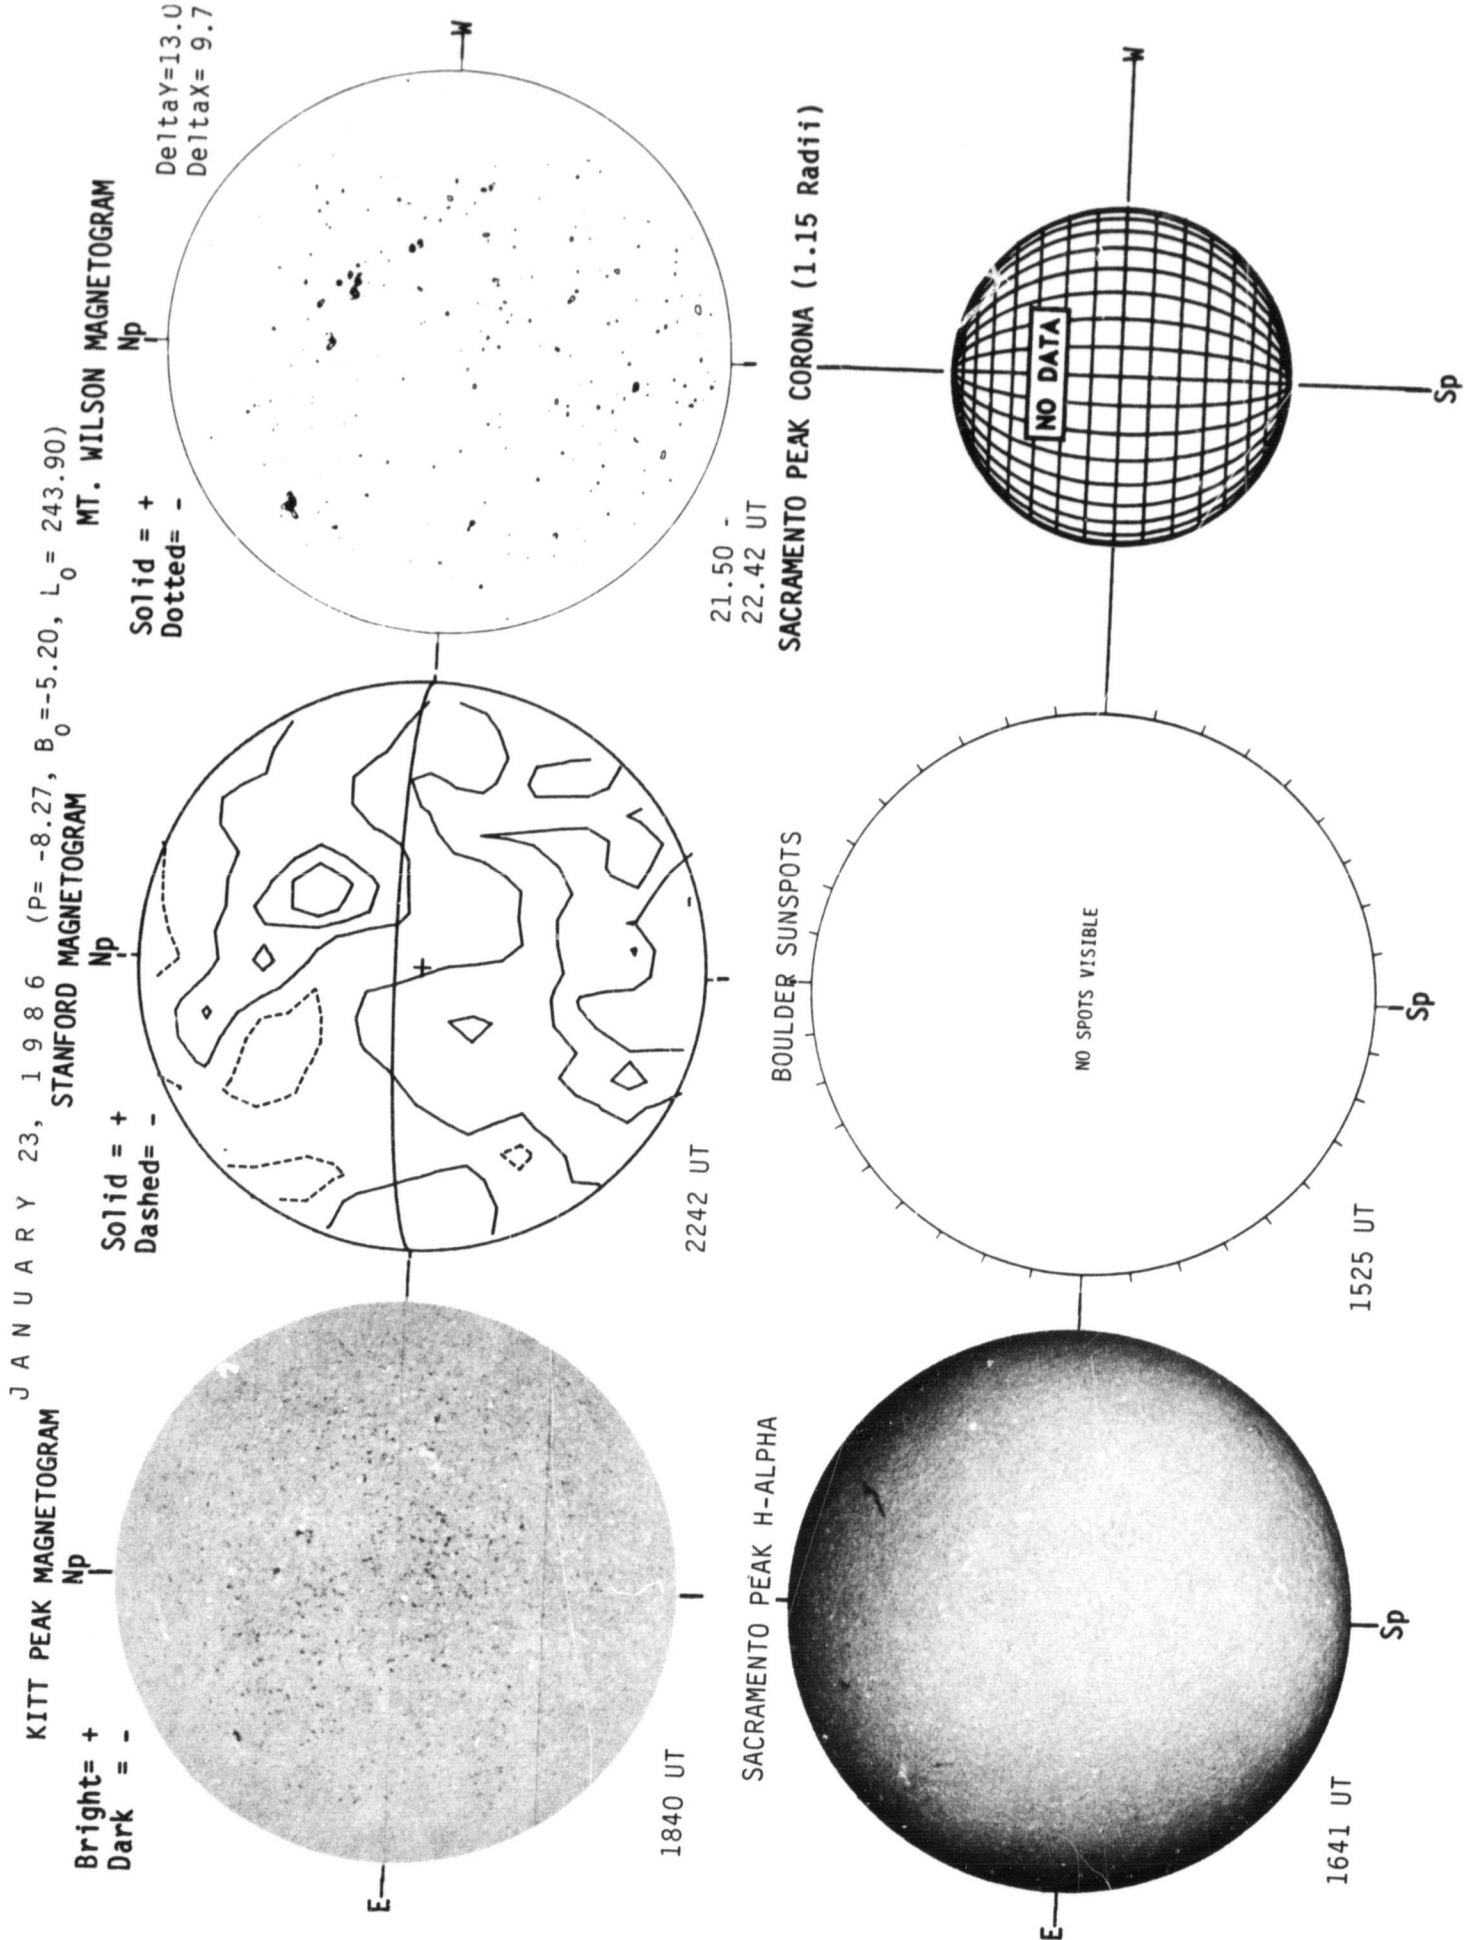 J A N U A R Y 23, 1 9 8 6 (P= -8.27, B0=-5.20, L0 = 243.90)
KITT PEAK MAGNETOGRAM
Np
Bright= +
Dark = -
E
1840 UT
STANFORD MAGNETOGRAM
Np
Solid = +
Dashed= -
+
2242 UT
MT. WILSON MAGNETOGRAM
Np
Solid = +
Dotted= -
DeltaY=13.0
DeltaX= 9.7
W
21.50 -
22.42 UT
SACRAMENTO PEAK H-ALPHA
E
Sp
1641 UT
BOULDER SUNSPOTS
NO SPOTS VISIBLE
Sp
1525 UT
SACRAMENTO PEAK CORONA (1.15 Radii)
NO DATA
W
Sp